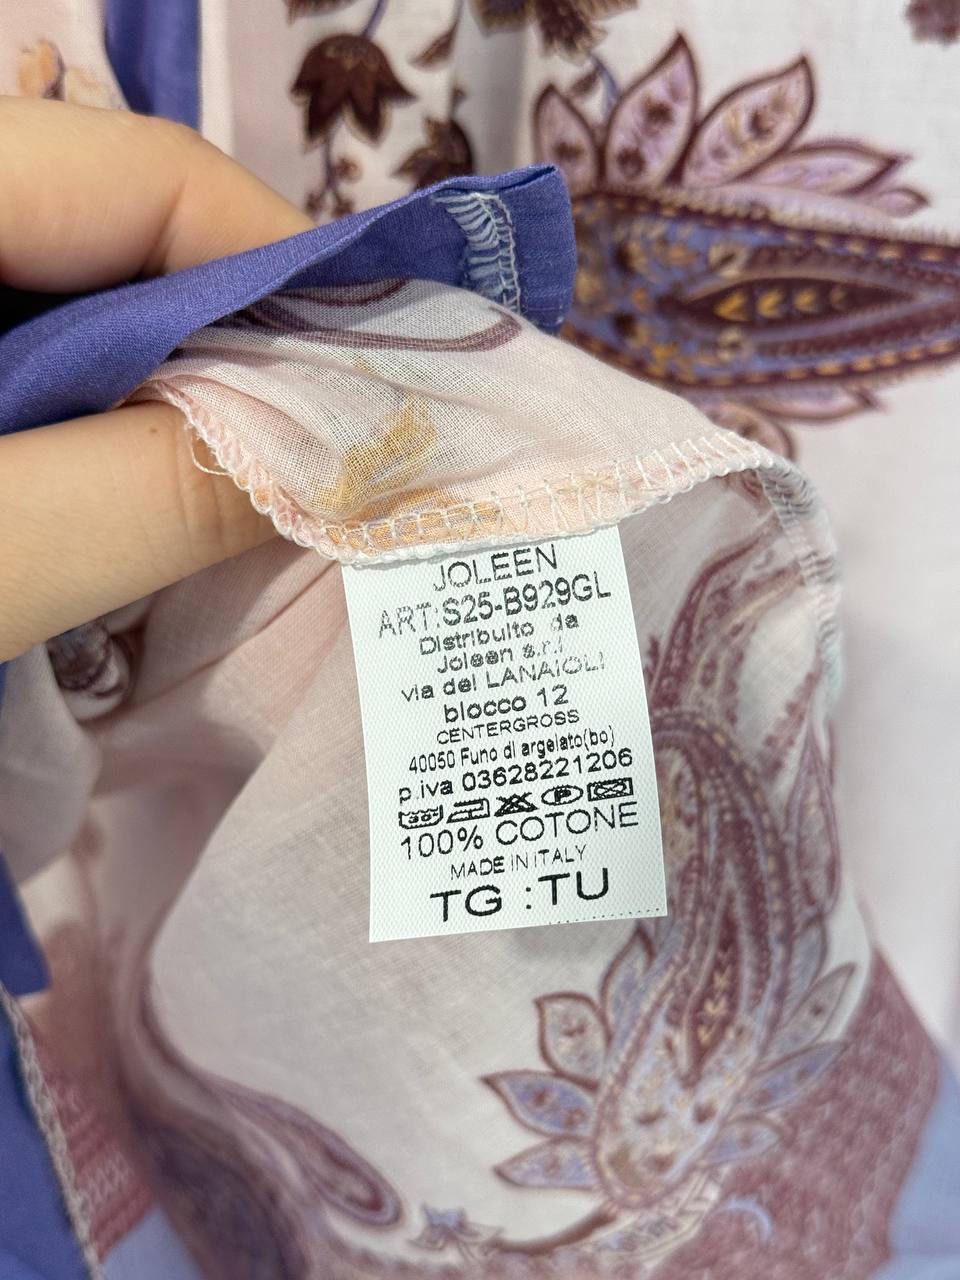 JOLEEN
ART:S25-B929GL
Distribuito da
Joleen s.r.l
via dei LANAIOLI
blocco 12
CENTERGROSS
40050 Funo di argelato(bo)
p.iva 03628221206
100% COTONE
MADE IN ITALY
TG :TU